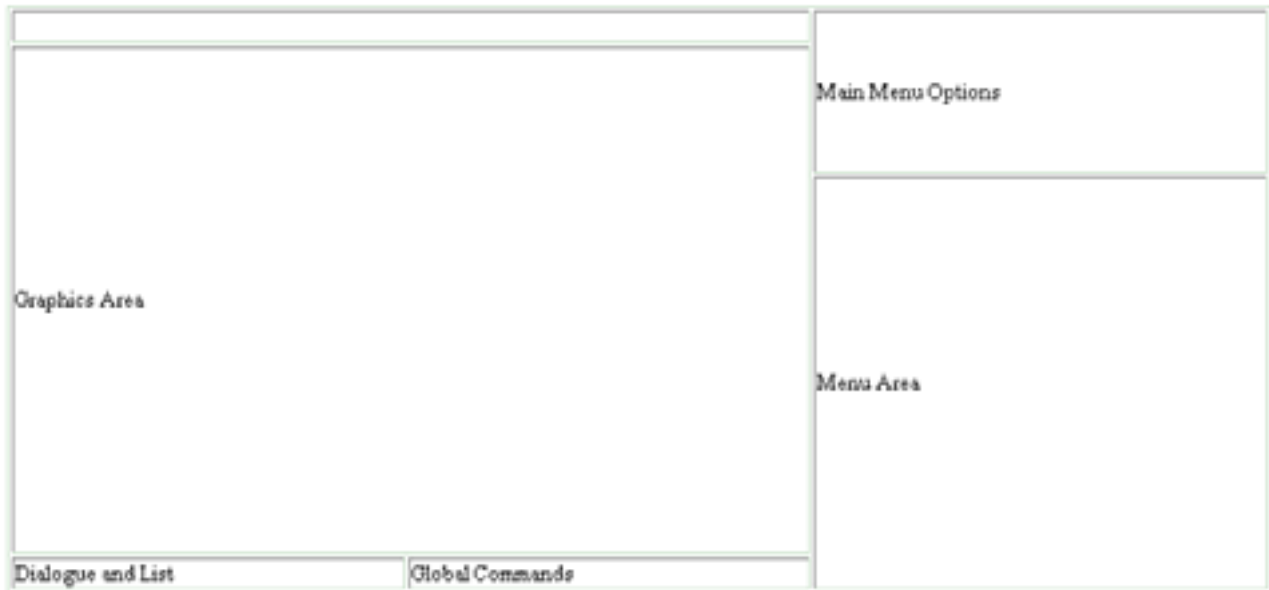 Main Menu Options
Graphics Area
Menu Area
Dialogue and List
Global Commands